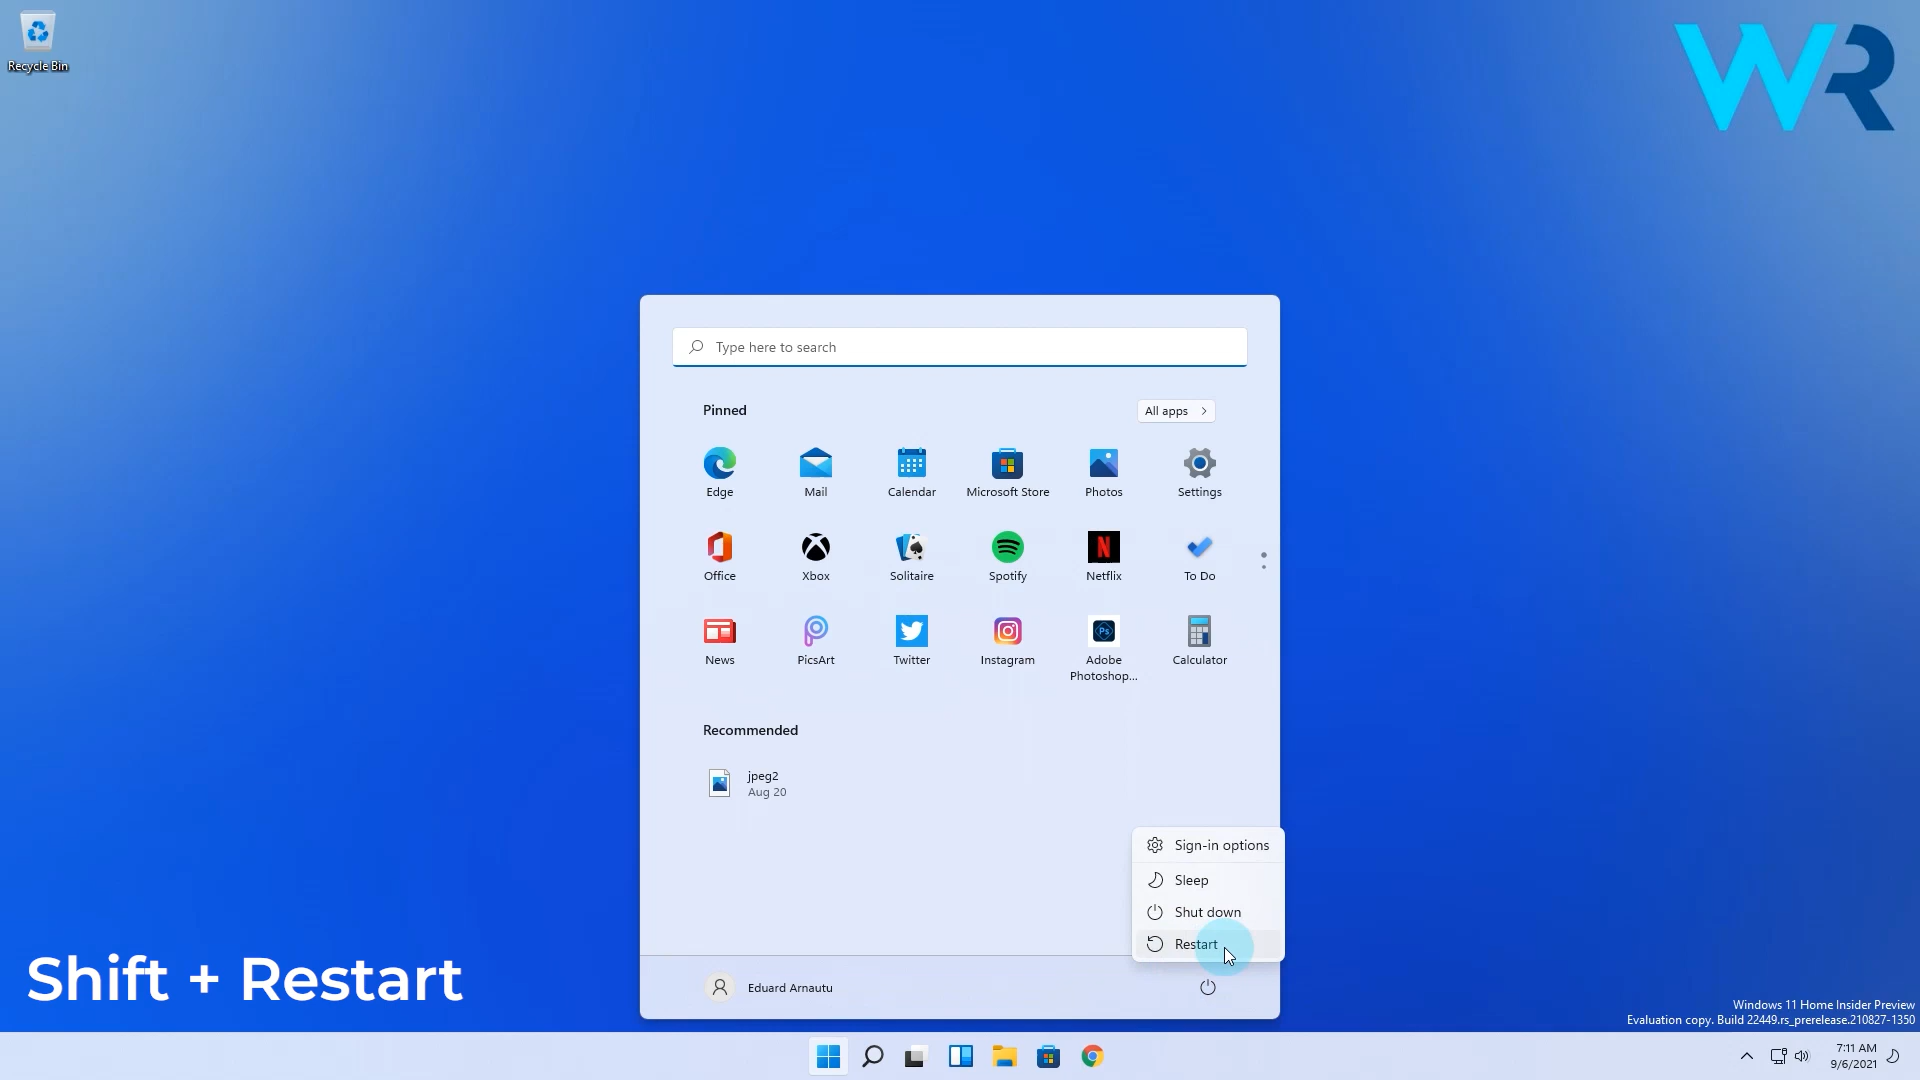 Recycle Bin
WR
Type here to search
Pinned
All apps
Edge
Mail
Calendar
Microsoft Store
Photos
Settings
Office
Xbox
Solitaire
Spotify
Netflix
To Do
News
PicsArt
Twitter
Instagram
Ps
Adobe
Photoshop...
Calculator
Recommended
jpeg2
Aug 20
Sign-in options
Sleep
Shut down
Restart
Shift + Restart
Eduard Arnautu
Windows 11 Home Insider Preview
Evaluation copy. Build 22449.rs_prerelease.210827-1350
7:11 AM
9/6/2021